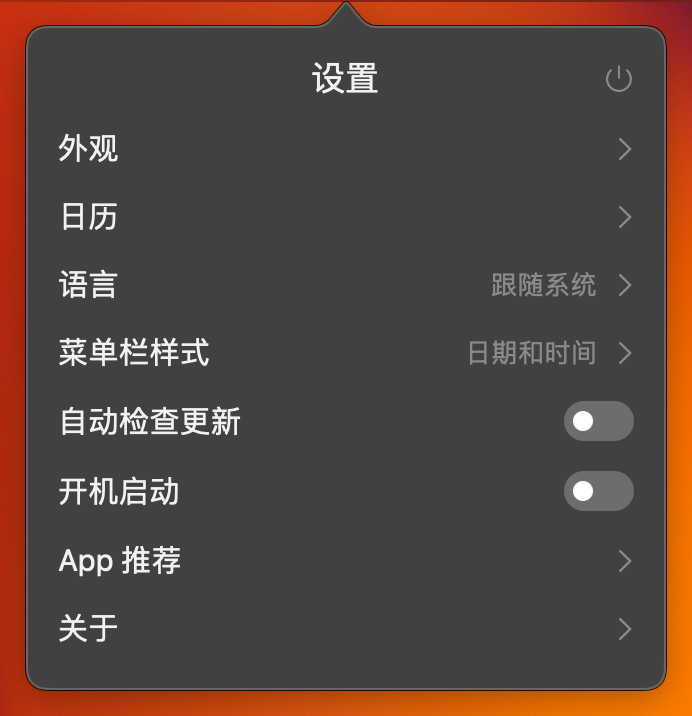 设置
外观
日历
语言 跟随系统
菜单栏样式 日期和时间
自动检查更新
开机启动
App 推荐
关于